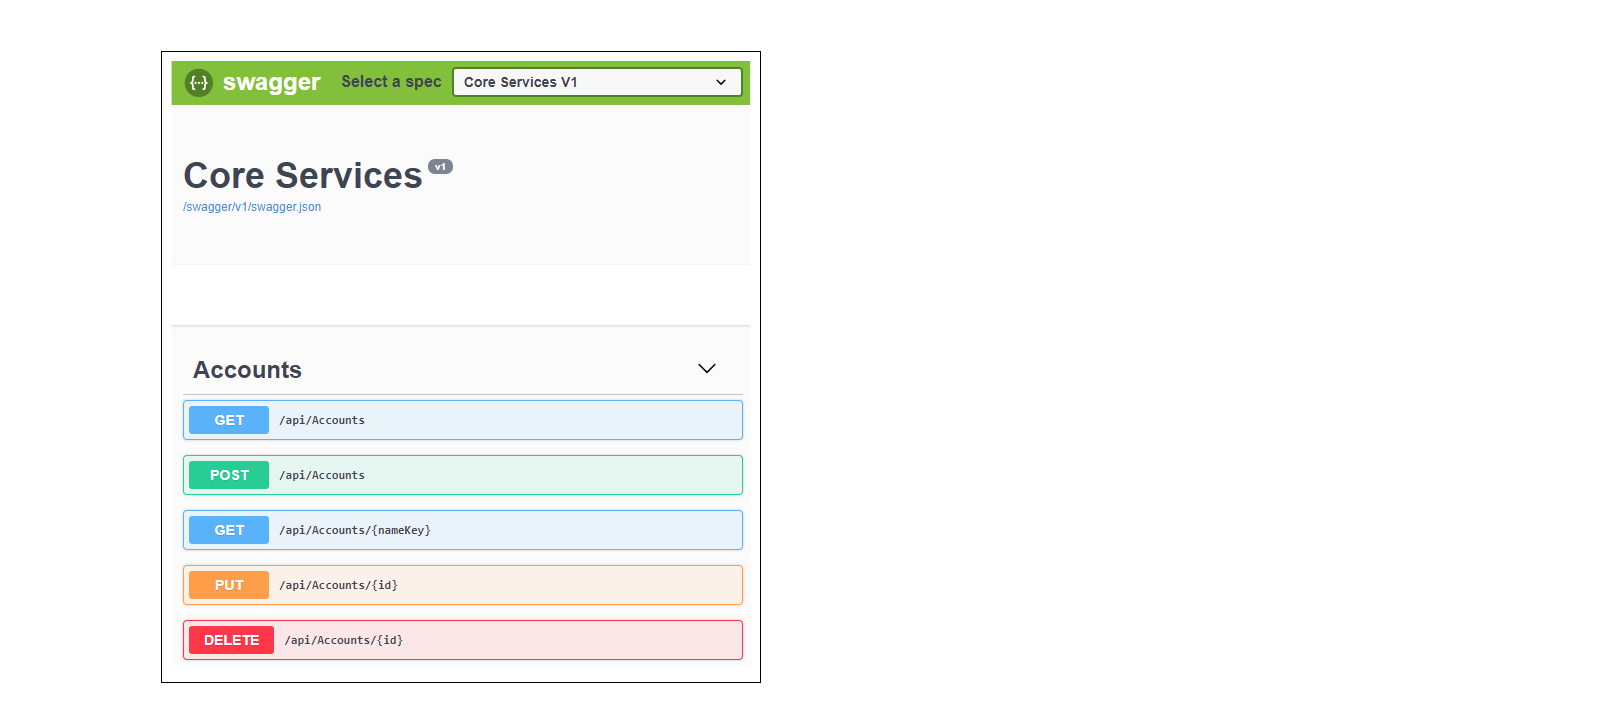 {···} swagger Select a spec Core Services V1
Core Services v1
/swagger/v1/swagger.json
Accounts
GET /api/Accounts
POST /api/Accounts
GET /api/Accounts/{nameKey}
PUT /api/Accounts/{id}
DELETE /api/Accounts/{id}